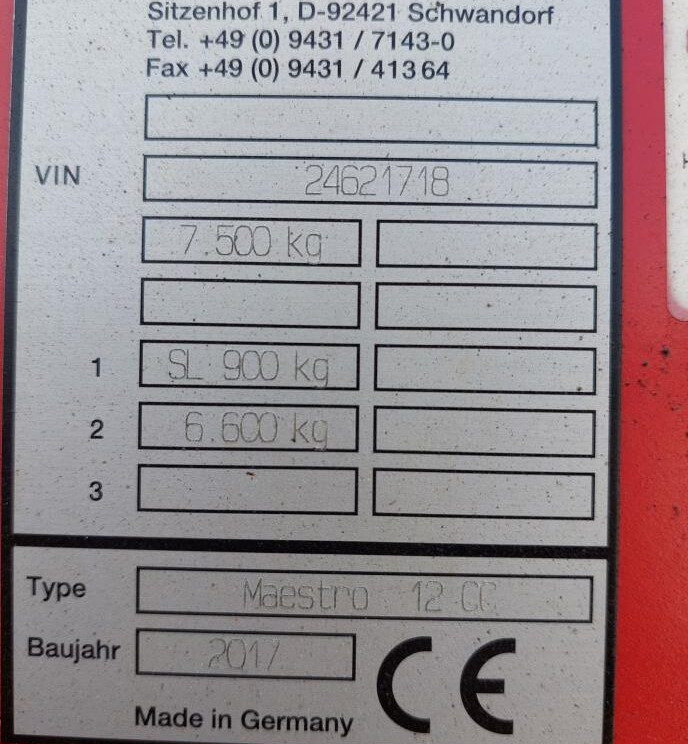 Sitzenhof 1, D-92421 Schwandorf
Tel. +49 (0) 9431 / 7143-0
Fax +49 (0) 9431 / 413 64
VIN 24621718
7.500 kg
1 SL 900 kg
2 6.600 kg
3
Type Maestro 12 CC
Baujahr 2017
CE
Made in Germany